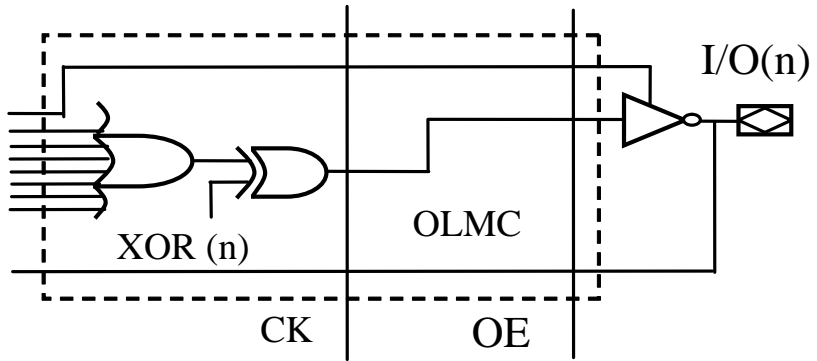 I/O(n)
XOR (n)
OLMC
CK
OE